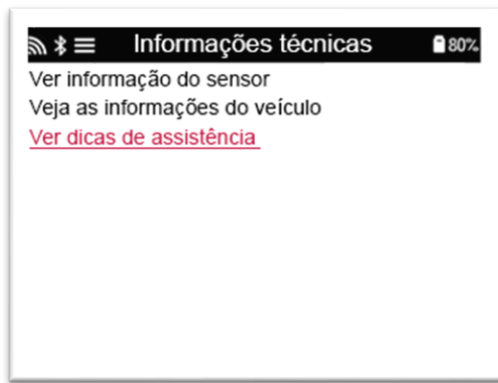 Informações técnicas 80%
Ver informação do sensor
Veja as informações do veículo
Ver dicas de assistência